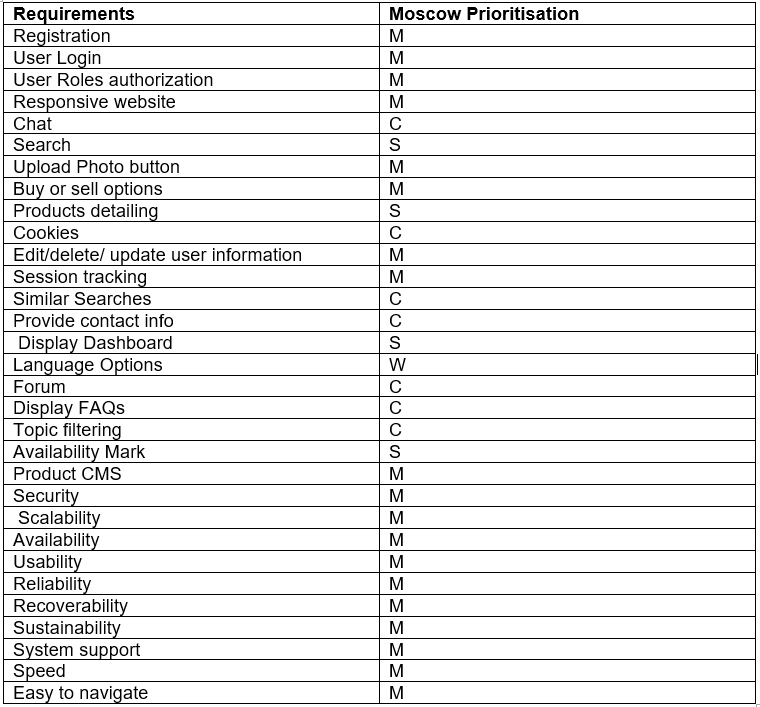 Requirements Moscow Prioritisation
Registration M
User Login M
User Roles authorization M
Responsive website M
Chat C
Search S
Upload Photo button M
Buy or sell options M
Products detailing S
Cookies C
Edit/delete/ update user information M
Session tracking M
Similar Searches C
Provide contact info C
Display Dashboard S
Language Options W
Forum C
Display FAQs C
Topic filtering C
Availability Mark S
Product CMS M
Security M
Scalability M
Availability M
Usability M
Reliability M
Recoverability M
Sustainability M
System support M
Speed M
Easy to navigate M